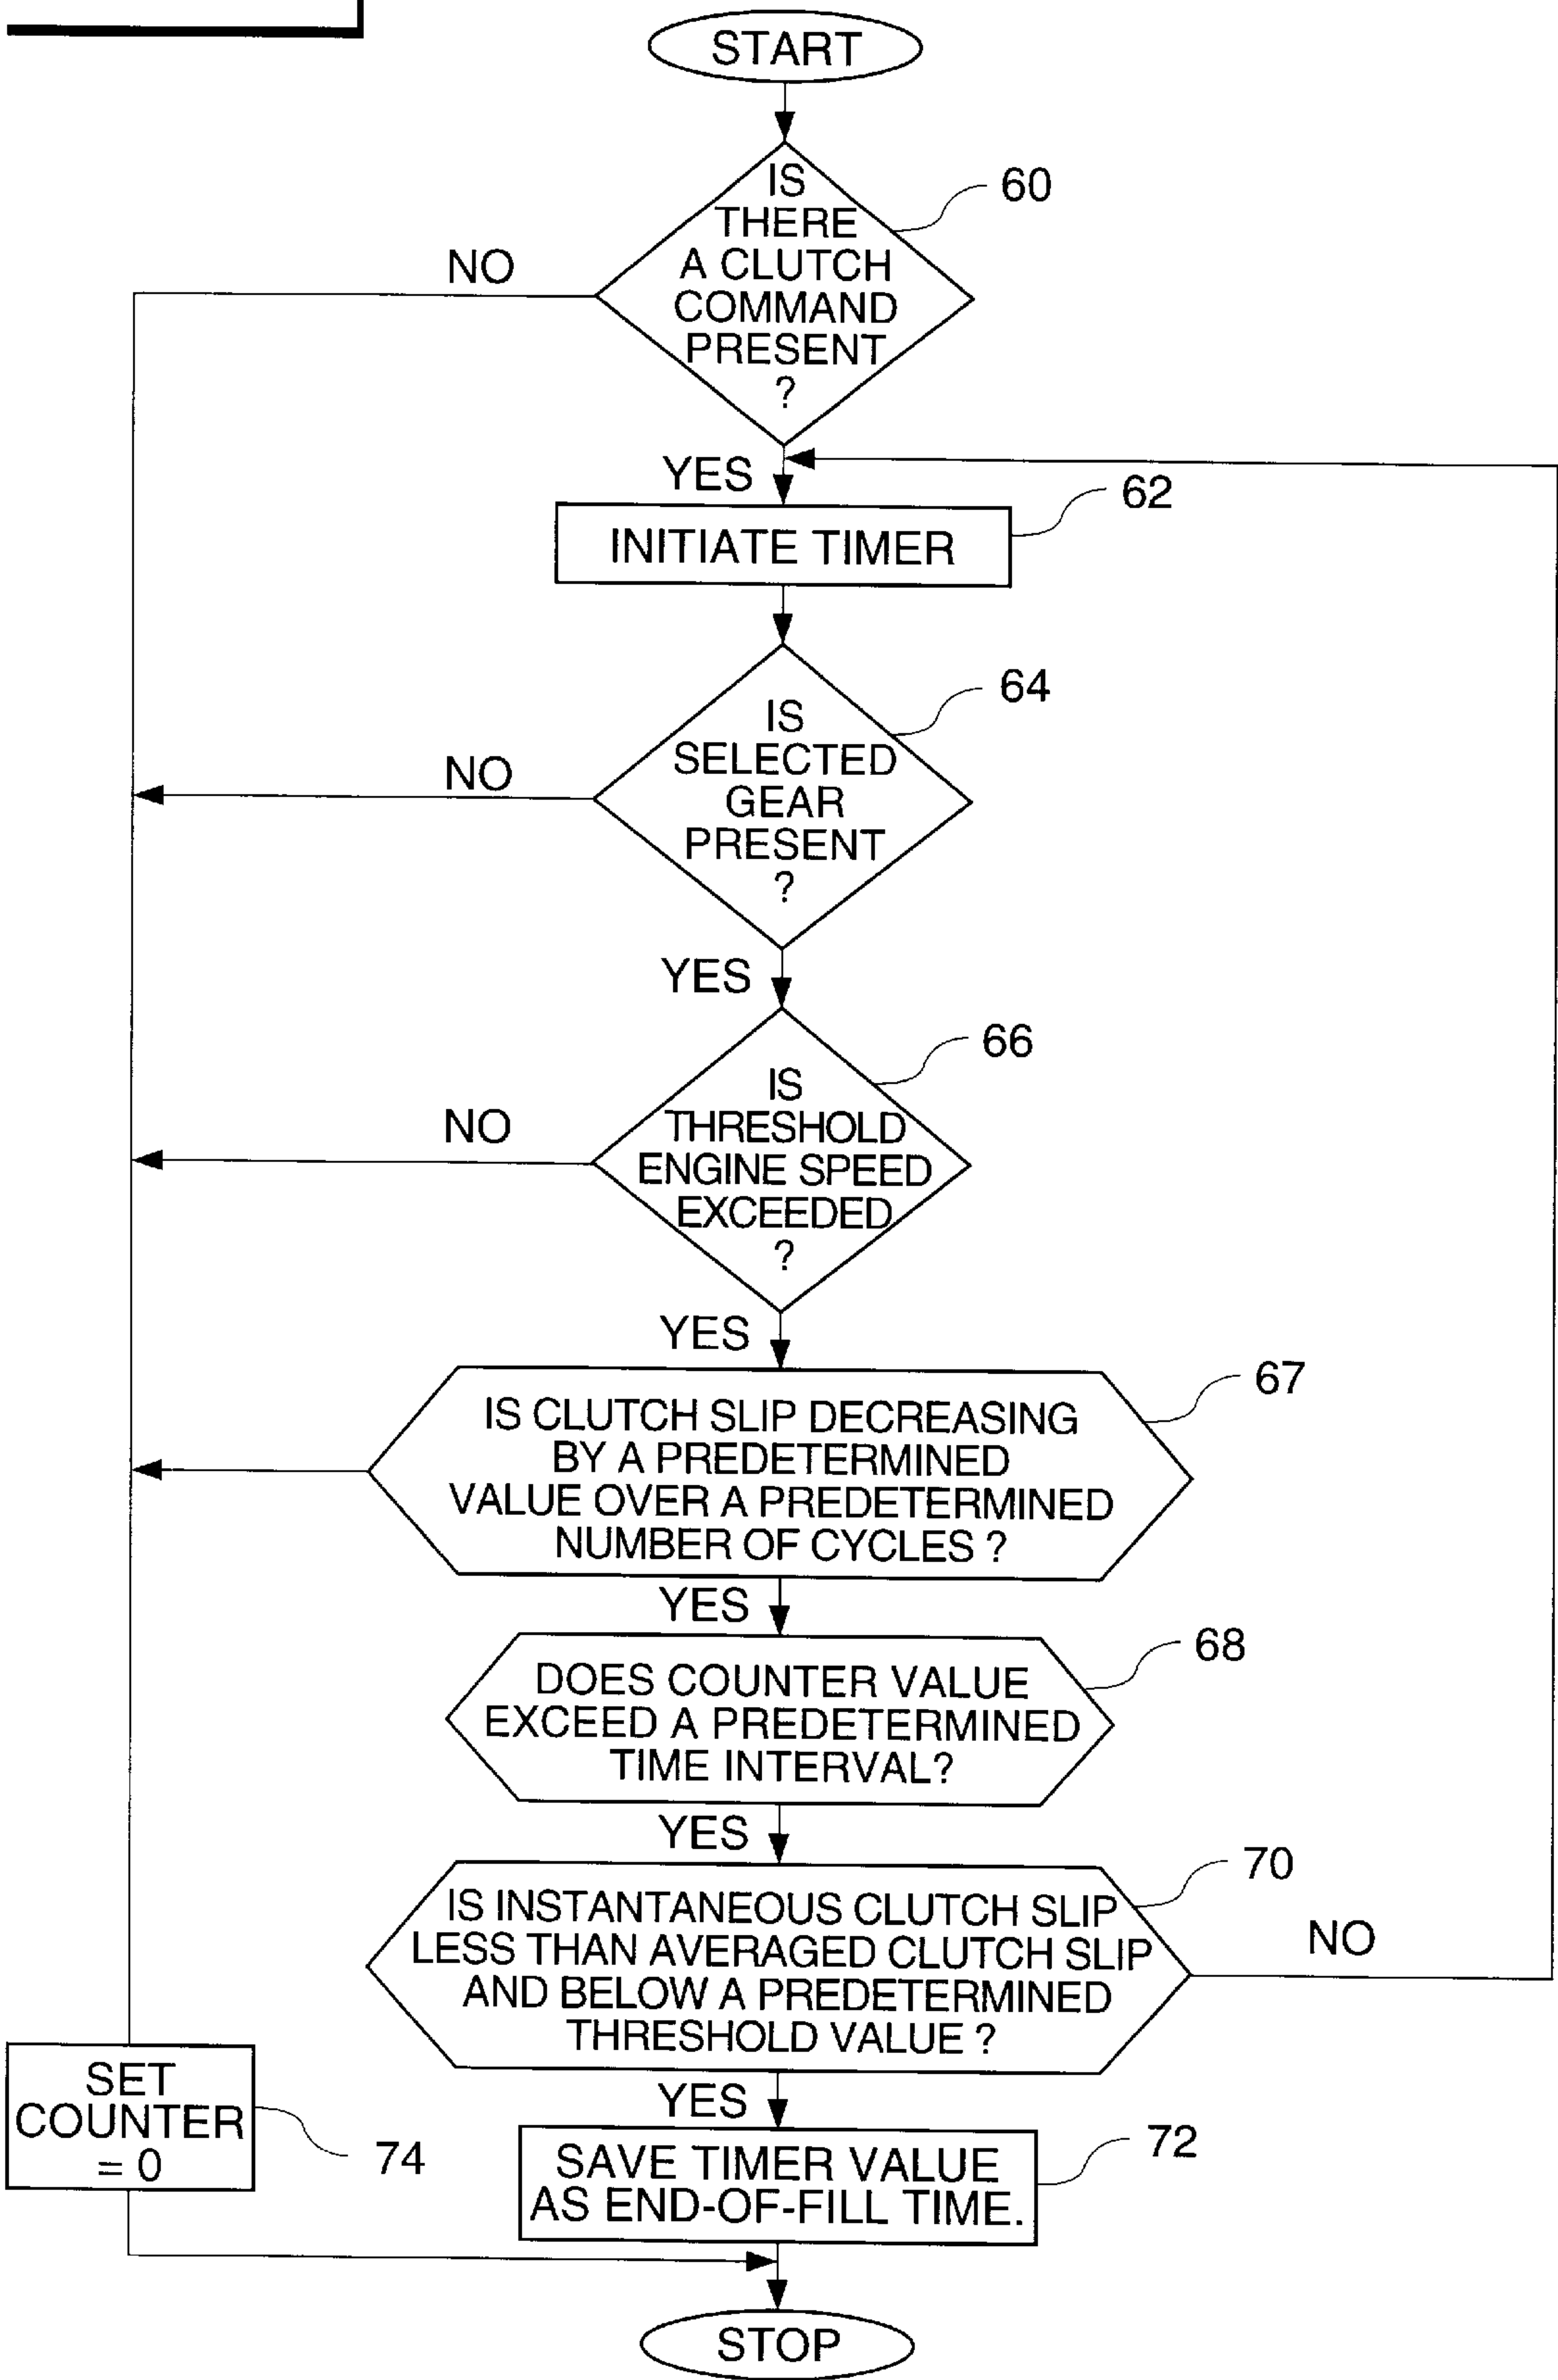 START
IS
THERE
A CLUTCH
COMMAND
PRESENT
?
60
NO
YES
INITIATE TIMER
62
IS
SELECTED
GEAR
PRESENT
?
64
NO
YES
IS
THRESHOLD
ENGINE SPEED
EXCEEDED
?
66
NO
YES
IS CLUTCH SLIP DECREASING
BY A PREDETERMINED
VALUE OVER A PREDETERMINED
NUMBER OF CYCLES ?
67
YES
DOES COUNTER VALUE
EXCEED A PREDETERMINED
TIME INTERVAL?
68
YES
IS INSTANTANEOUS CLUTCH SLIP
LESS THAN AVERAGED CLUTCH SLIP
AND BELOW A PREDETERMINED
THRESHOLD VALUE ?
70
NO
YES
SET
COUNTER
= 0
74
SAVE TIMER VALUE
AS END-OF-FILL TIME.
72
STOP